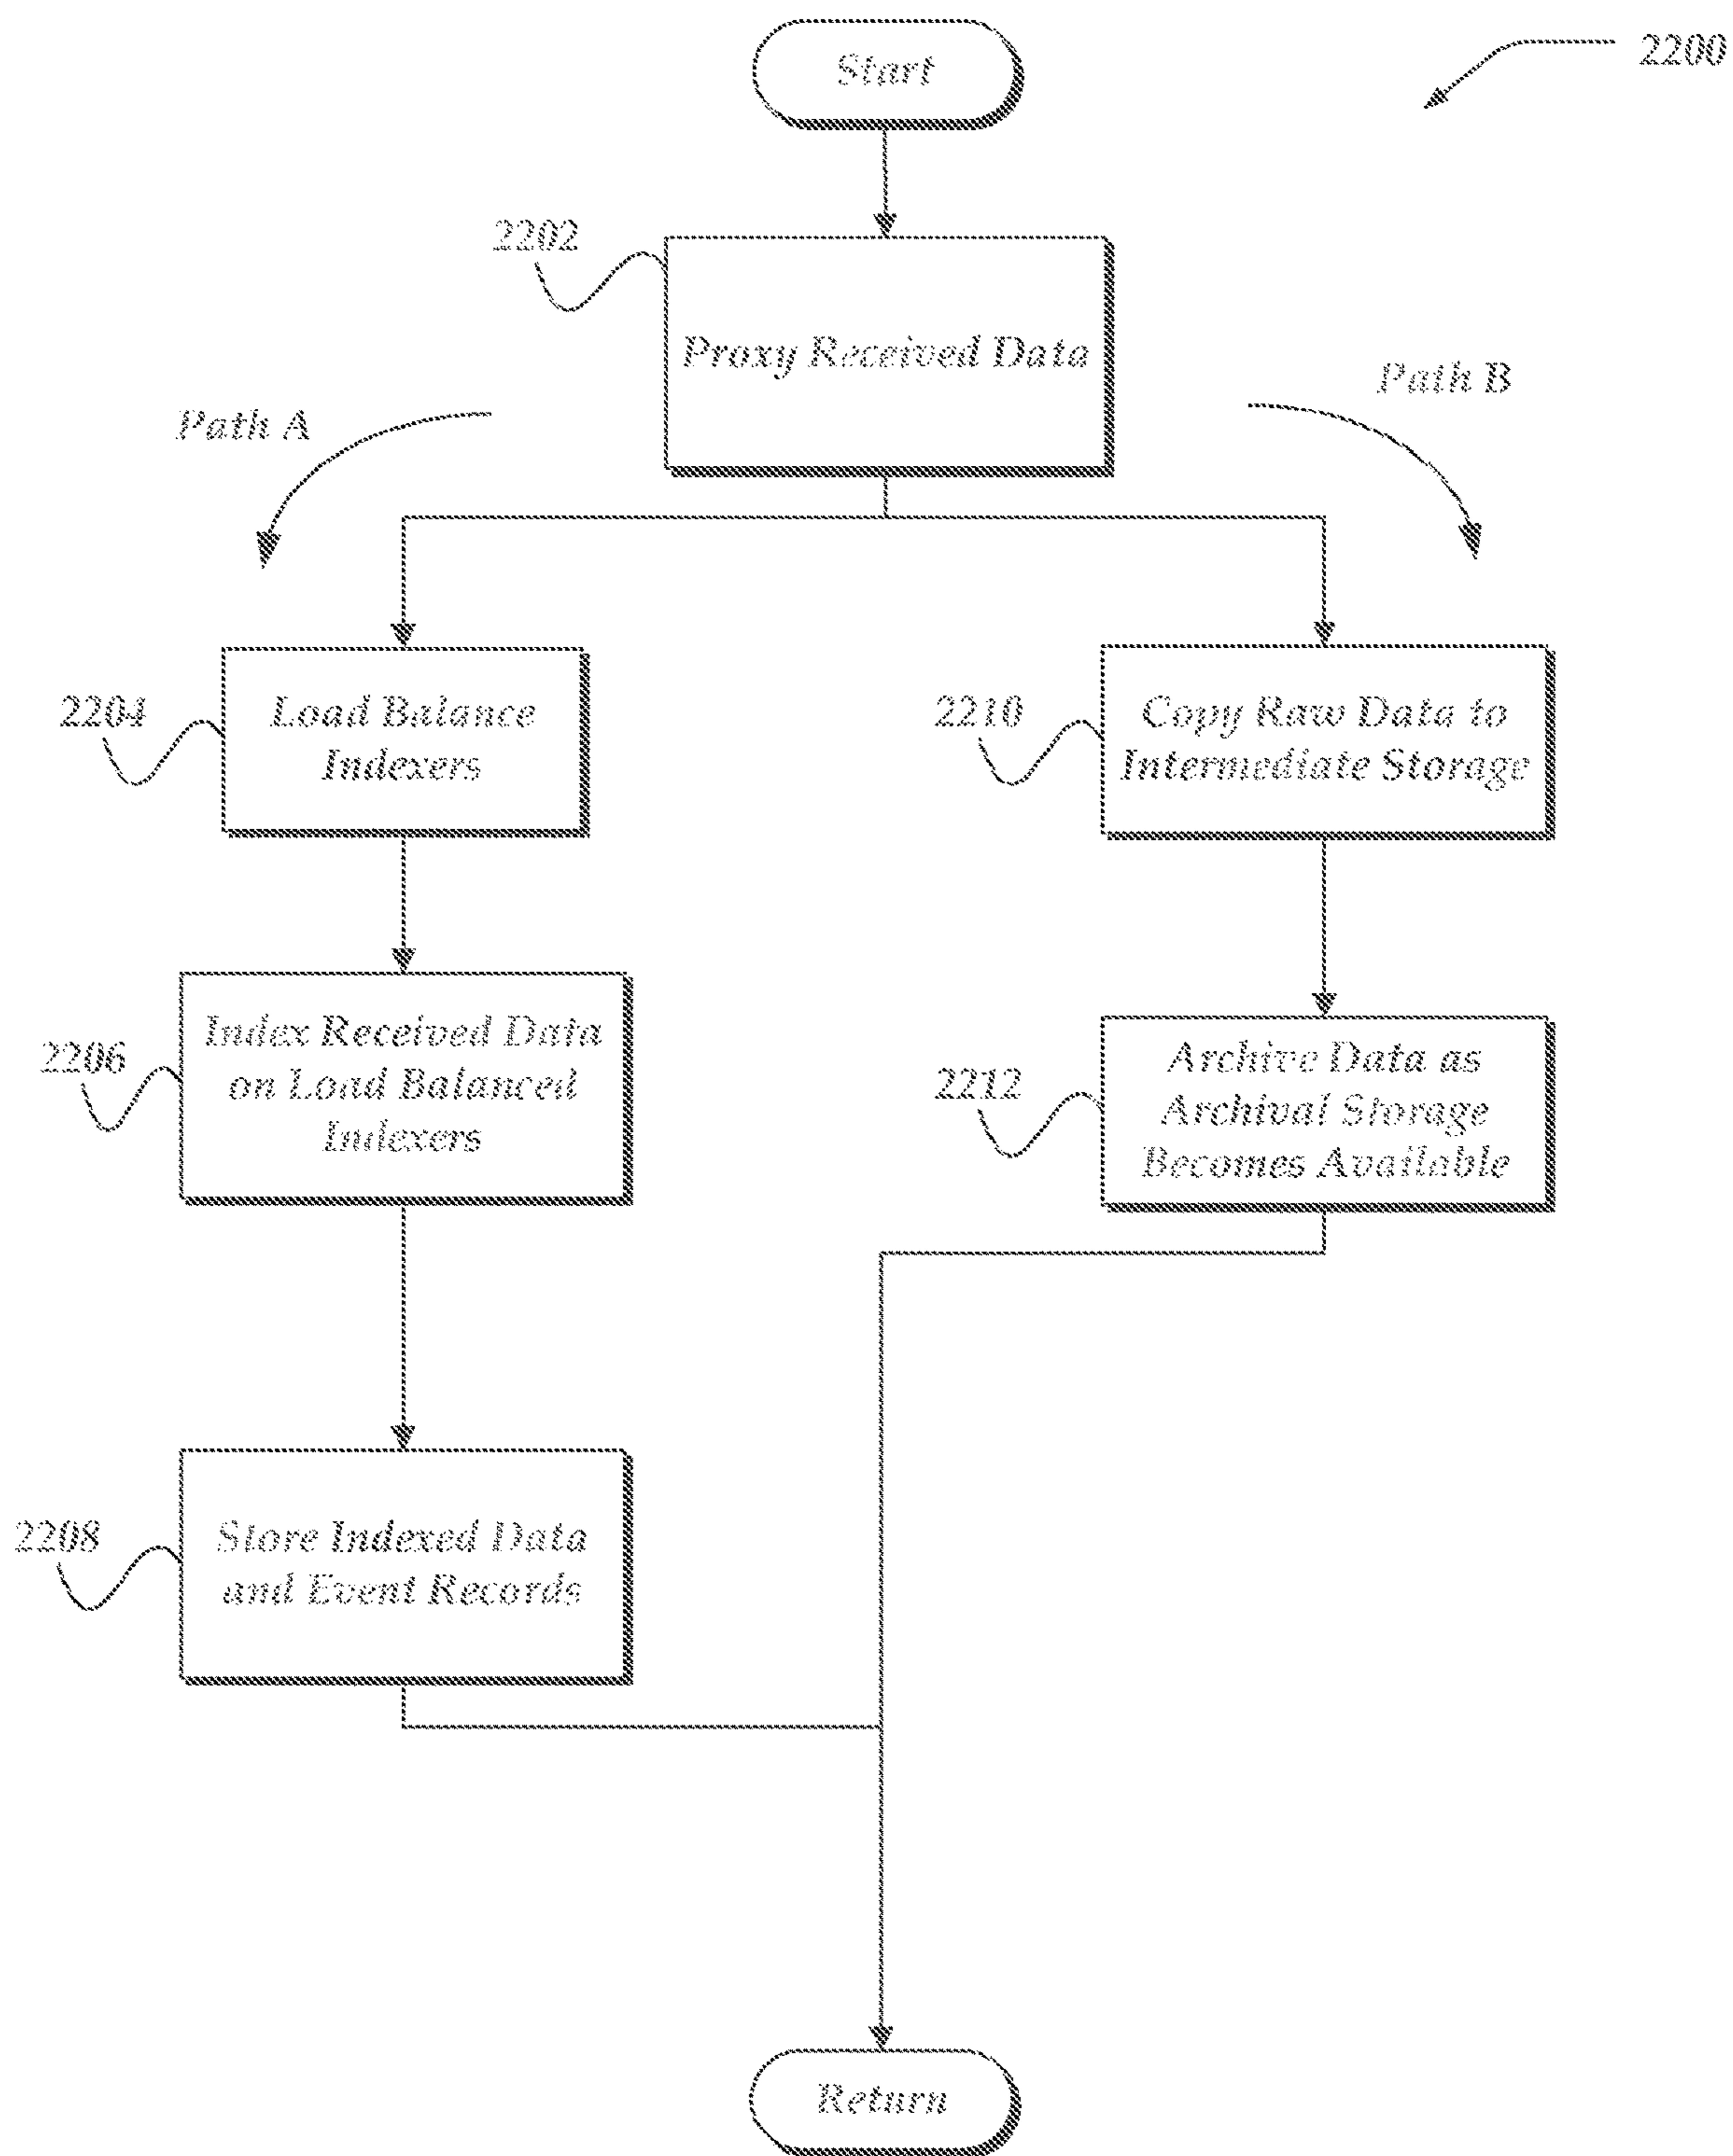 Start
2200
2202
Proxy Received Data
Path A
Path B
2204
Load Balance
Indexers
2210
Copy Raw Data to
Intermediate Storage
2206
Index Received Data
on Load Balanced
Indexers
2212
Archive Data as
Archival Storage
Becomes Available
2208
Store Indexed Data
and Event Records
Return